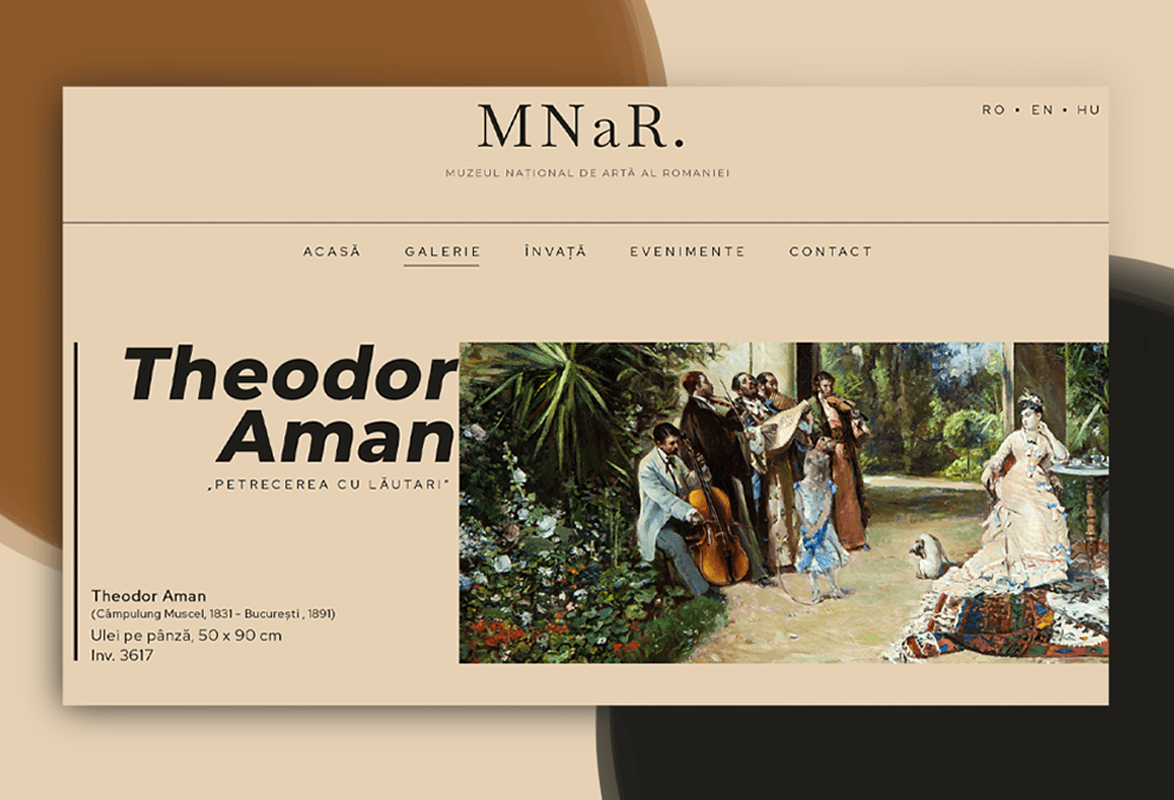 MNaR.
MUZEUL NAȚIONAL DE ARTĂ AL ROMANIEI
RO • EN • HU
ACASĂ GALERIE ÎNVAȚĂ EVENIMENTE CONTACT
Theodor
Aman
„PETRECEREA CU LĂUTARI”
Theodor Aman
(Câmpulung Muscel, 1831 - București , 1891)
Ulei pe pânză, 50 x 90 cm
Inv. 3617